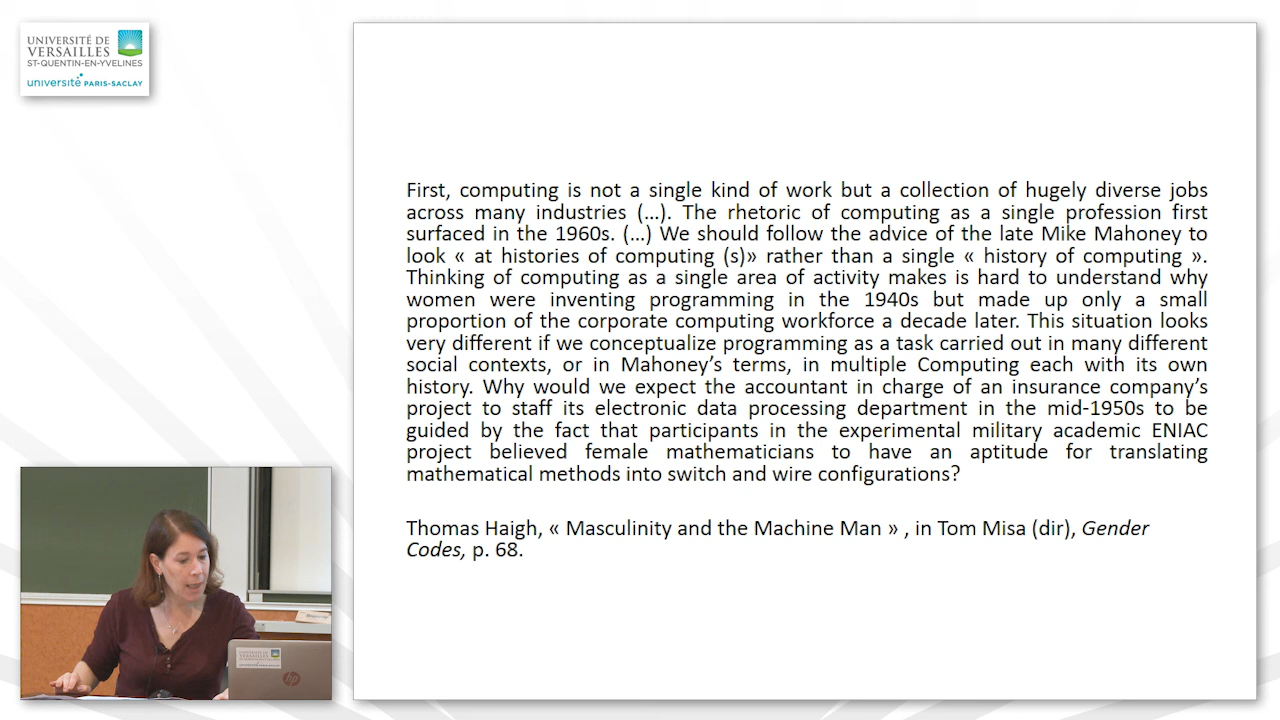 UNIVERSITÉ DE
VERSAILLES
ST-QUENTIN-EN-YVELINES
université PARIS-SACLAY
First, computing is not a single kind of work but a collection of hugely diverse jobs
across many industries (…). The rhetoric of computing as a single profession first
surfaced in the 1960s. (…) We should follow the advice of the late Mike Mahoney to
look « at histories of computing (s)» rather than a single « history of computing ».
Thinking of computing as a single area of activity makes is hard to understand why
women were inventing programming in the 1940s but made up only a small
proportion of the corporate computing workforce a decade later. This situation looks
very different if we conceptualize programming as a task carried out in many different
social contexts, or in Mahoney’s terms, in multiple Computing each with its own
history. Why would we expect the accountant in charge of an insurance company’s
project to staff its electronic data processing department in the mid-1950s to be
guided by the fact that participants in the experimental military academic ENIAC
project believed female mathematicians to have an aptitude for translating
mathematical methods into switch and wire configurations?
Thomas Haigh, « Masculinity and the Machine Man » , in Tom Misa (dir), Gender
Codes, p. 68.
hp